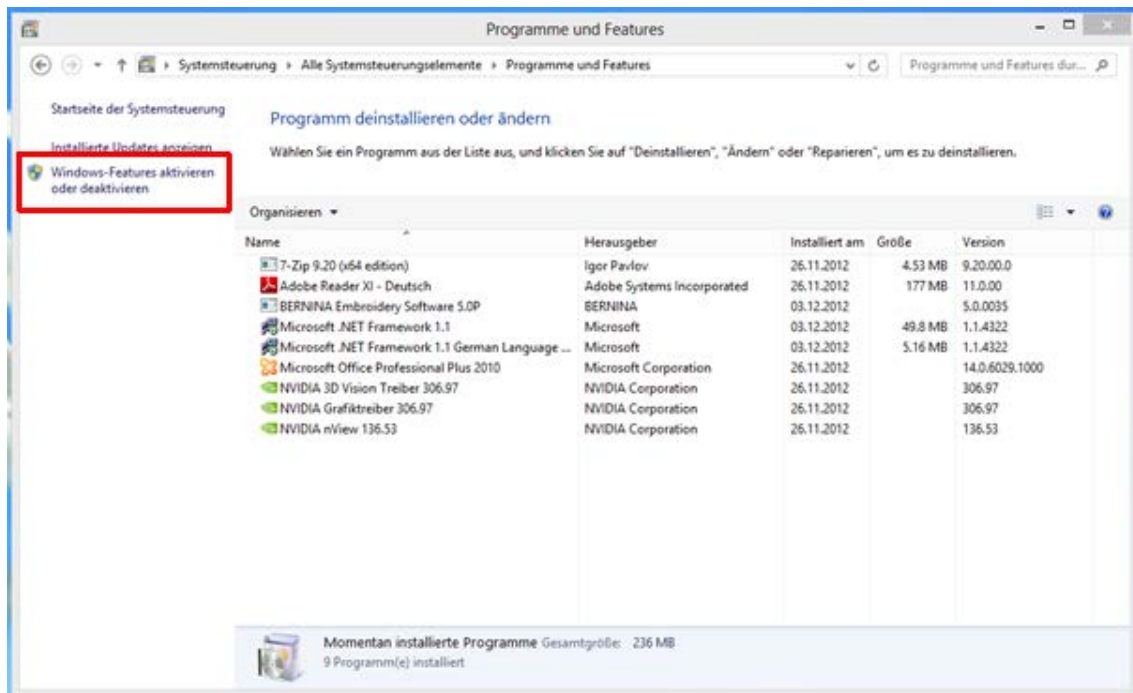 Programme und Features
Systemsteuerung Alle Systemsteuerungselemente Programme und Features
Programme und Features dur...
Startseite der Systemsteuerung
Installierte Updates anzeigen
Windows-Features aktivieren
oder deaktivieren
Programm deinstallieren oder ändern
Wählen Sie ein Programm aus der Liste aus, und klicken Sie auf "Deinstallieren", "Ändern" oder "Reparieren", um es zu deinstallieren.
Organisieren
Name Herausgeber Installiert am Größe Version
7-Zip 9.20 (x64 edition) Igor Pavlov 26.11.2012 4.53 MB 9.20.00.0
Adobe Reader XI - Deutsch Adobe Systems Incorporated 26.11.2012 177 MB 11.0.00
BERNINA Embroidery Software 5.0P BERNINA 03.12.2012 5.0.0035
Microsoft .NET Framework 1.1 Microsoft 03.12.2012 49.8 MB 1.1.4322
Microsoft .NET Framework 1.1 German Language ... Microsoft 03.12.2012 5.16 MB 1.1.4322
Microsoft Office Professional Plus 2010 Microsoft Corporation 26.11.2012 14.0.6029.1000
NVIDIA 3D Vision Treiber 306.97 NVIDIA Corporation 26.11.2012 306.97
NVIDIA Grafiktreiber 306.97 NVIDIA Corporation 26.11.2012 306.97
NVIDIA nView 136.53 NVIDIA Corporation 26.11.2012 136.53
Momentan installierte Programme Gesamtgröße: 236 MB
9 Programm(e) installiert